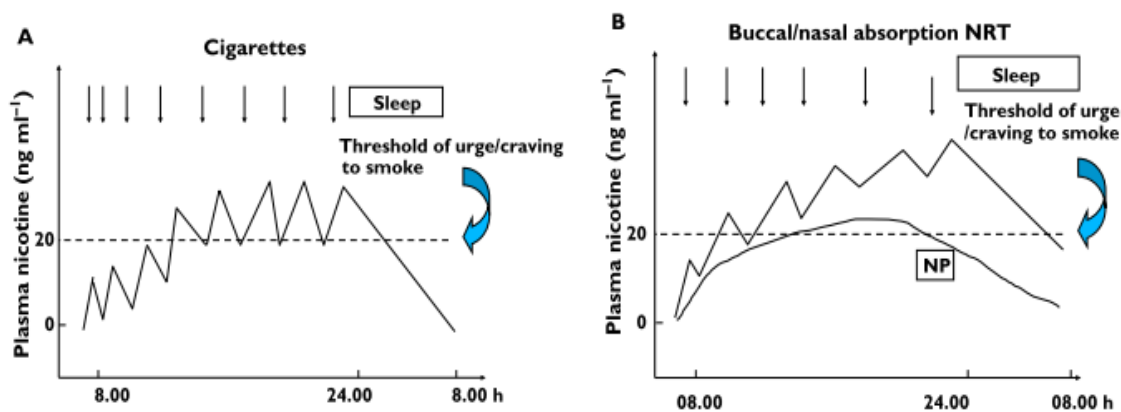 A
Cigarettes
Sleep
Threshold of urge/craving
to smoke
Plasma nicotine (ng ml⁻¹)
20
0
8.00
24.00
8.00 h
B
Buccal/nasal absorption NRT
Sleep
Threshold of urge
/craving to smoke
Plasma nicotine (ng ml⁻¹)
20
NP
0
08.00
24.00
08.00 h